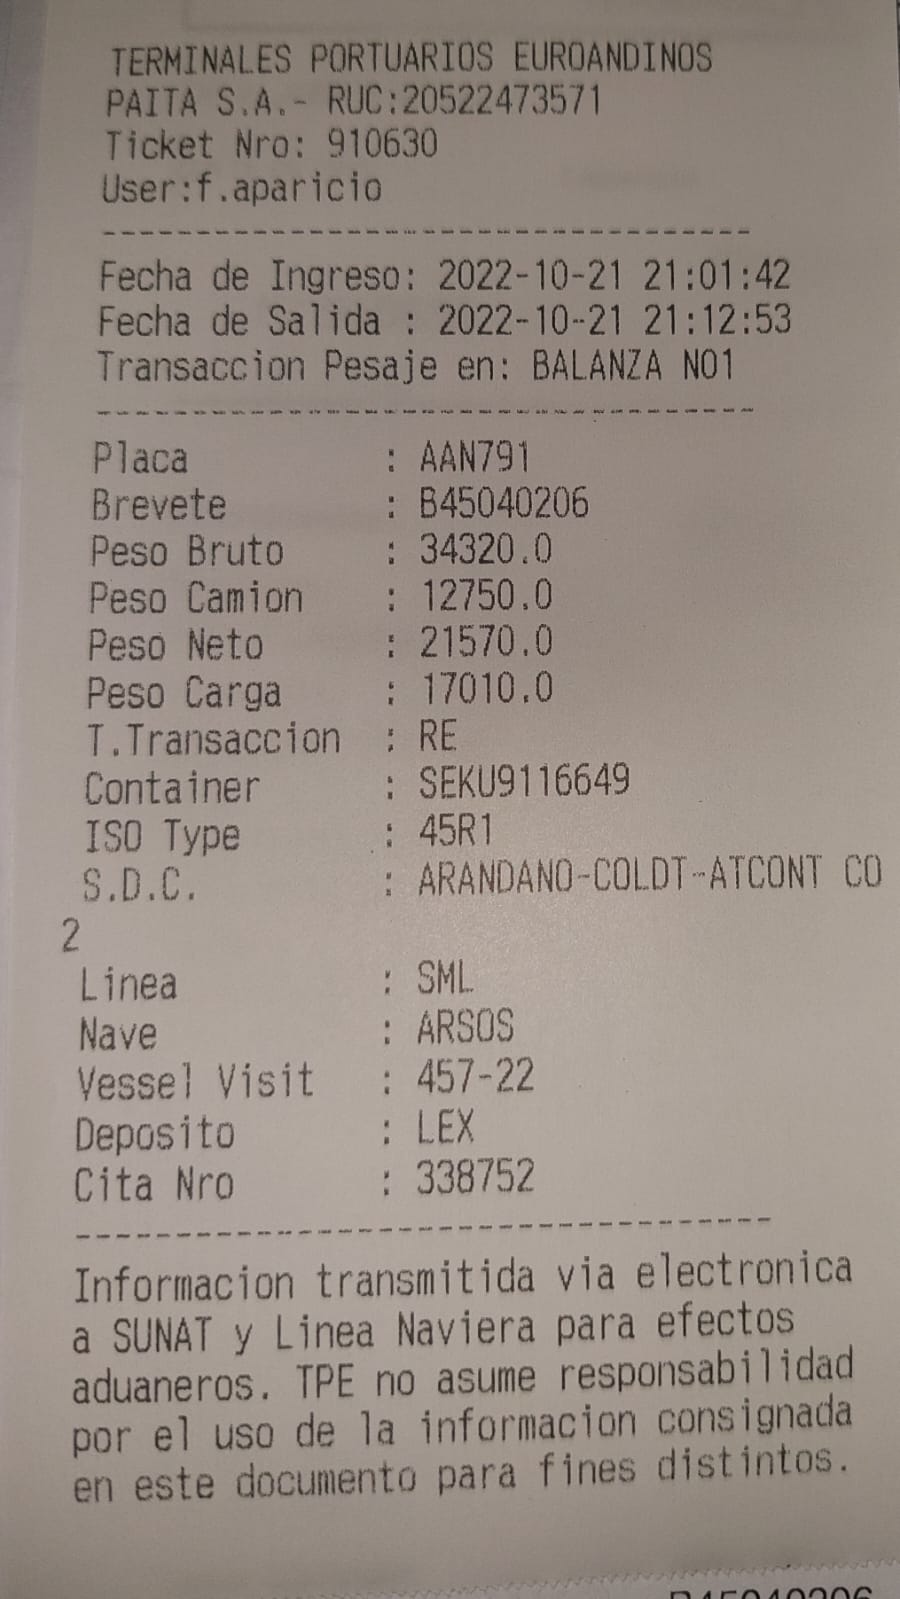 TERMINALES PORTUARIOS EUROANDINOS
PAITA S.A.- RUC:20522473571
Ticket Nro: 910630
User:f.aparicio
Fecha de Ingreso: 2022-10-21 21:01:42
Fecha de Salida : 2022-10-21 21:12:53
Transaccion Pesaje en: BALANZA NO1
Placa : AAN791
Brevete : B45040206
Peso Bruto : 34320.0
Peso Camion : 12750.0
Peso Neto : 21570.0
Peso Carga : 17010.0
T.Transaccion : RE
Container : SEKU9116649
ISO Type : 45R1
S.D.C. : ARANDANO-COLDT-ATCONT CO
2
Linea : SML
Nave : ARSOS
Vessel Visit : 457-22
Deposito : LEX
Cita Nro : 338752
Informacion transmitida via electronica
a SUNAT y Linea Naviera para efectos
aduaneros. TPE no asume responsabilidad
por el uso de la informacion consignada
en este documento para fines distintos.